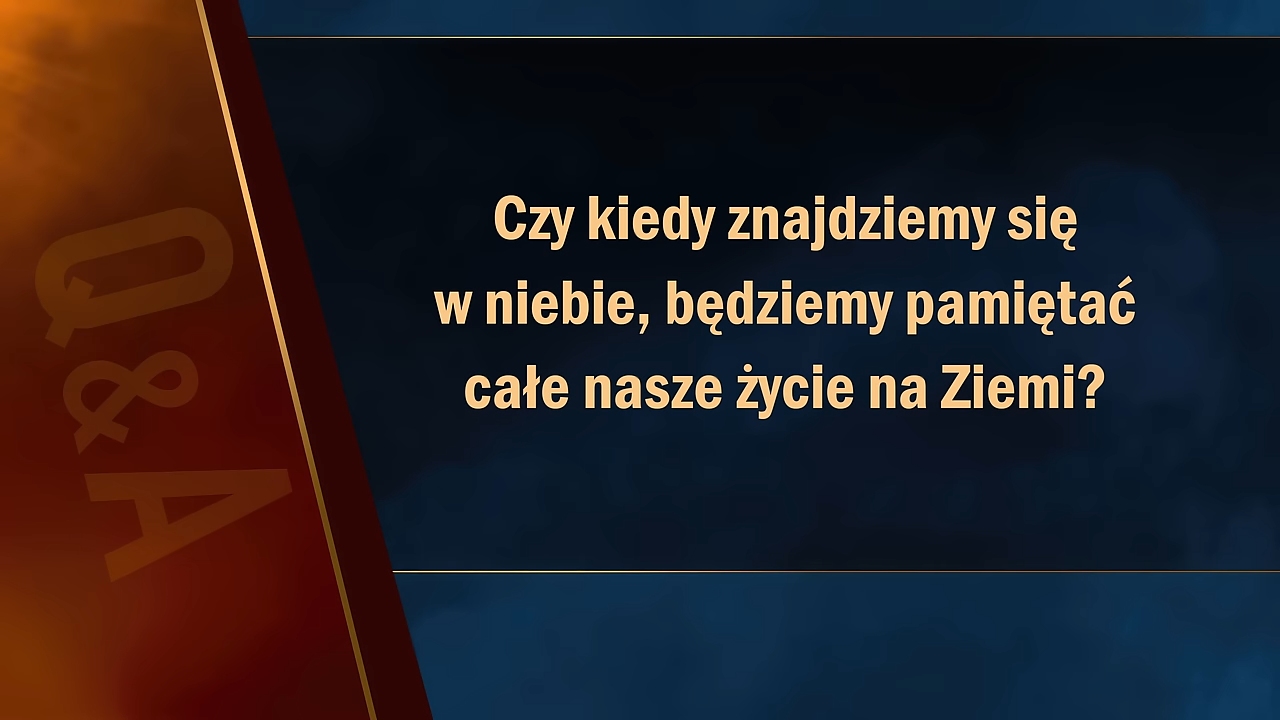 Q & A
Czy kiedy znajdziemy się
w niebie, będziemy pamiętać
całe nasze życie na Ziemi?